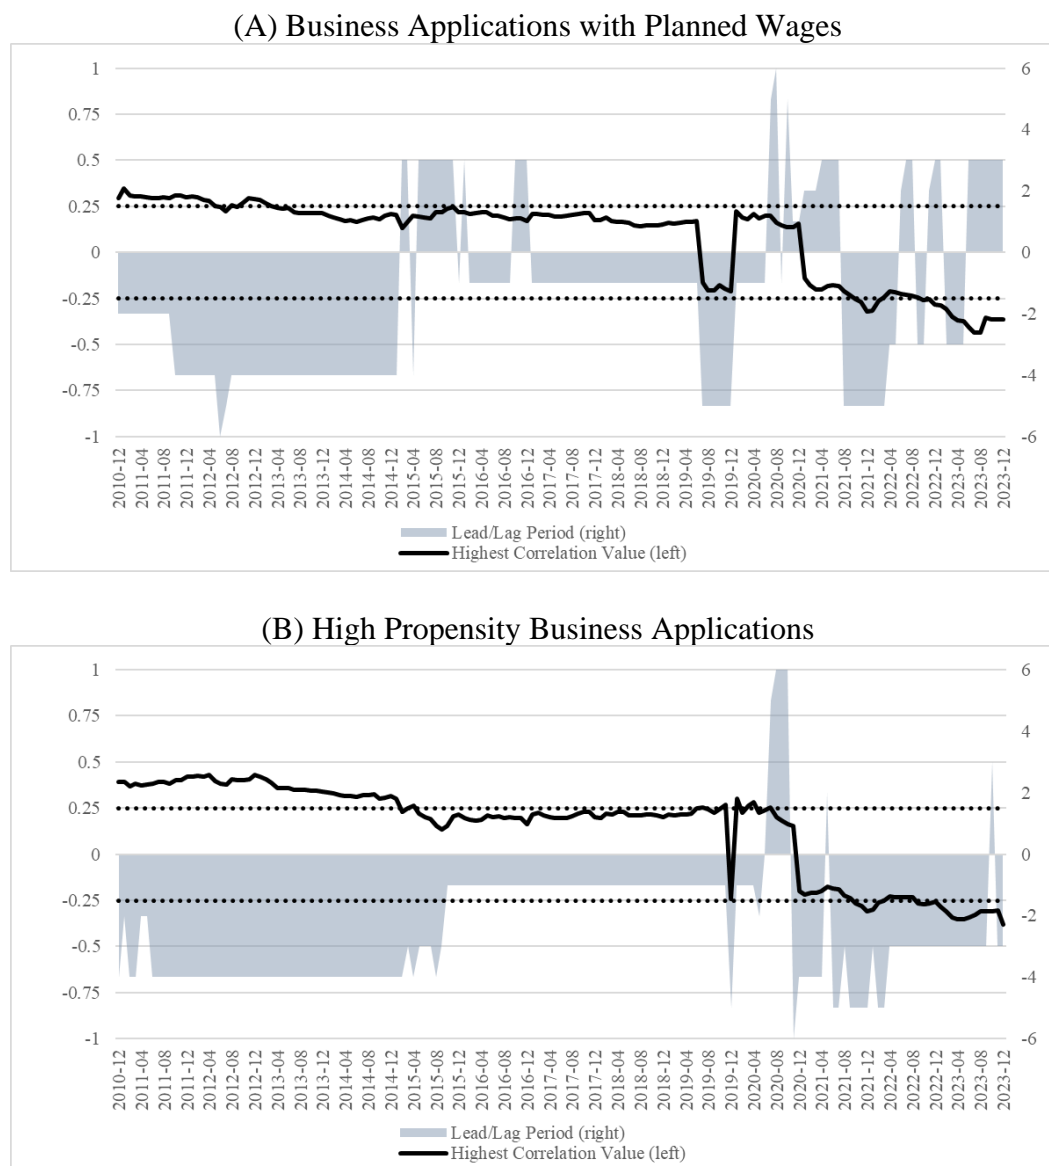 (A) Business Applications with Planned Wages
1 6
0.75 4
0.5 2
0.25
0 0
-0.25
-0.5 -2
-0.75 -4
-1 -6
2010-12 2011-04 2011-08 2011-12 2012-04 2012-08 2012-12 2013-04 2013-08 2013-12 2014-04 2014-08 2014-12 2015-04 2015-08 2015-12 2016-04 2016-08 2016-12 2017-04 2017-08 2017-12 2018-04 2018-08 2018-12 2019-04 2019-08 2019-12 2020-04 2020-08 2020-12 2021-04 2021-08 2021-12 2022-04 2022-08 2022-12 2023-04 2023-08 2023-12
Lead/Lag Period (right)
Highest Correlation Value (left)
(B) High Propensity Business Applications
1 6
0.75 4
0.5 2
0.25
0 0
-0.25
-0.5 -2
-0.75 -4
-1 -6
2010-12 2011-04 2011-08 2011-12 2012-04 2012-08 2012-12 2013-04 2013-08 2013-12 2014-04 2014-08 2014-12 2015-04 2015-08 2015-12 2016-04 2016-08 2016-12 2017-04 2017-08 2017-12 2018-04 2018-08 2018-12 2019-04 2019-08 2019-12 2020-04 2020-08 2020-12 2021-04 2021-08 2021-12 2022-04 2022-08 2022-12 2023-04 2023-08 2023-12
Lead/Lag Period (right)
Highest Correlation Value (left)